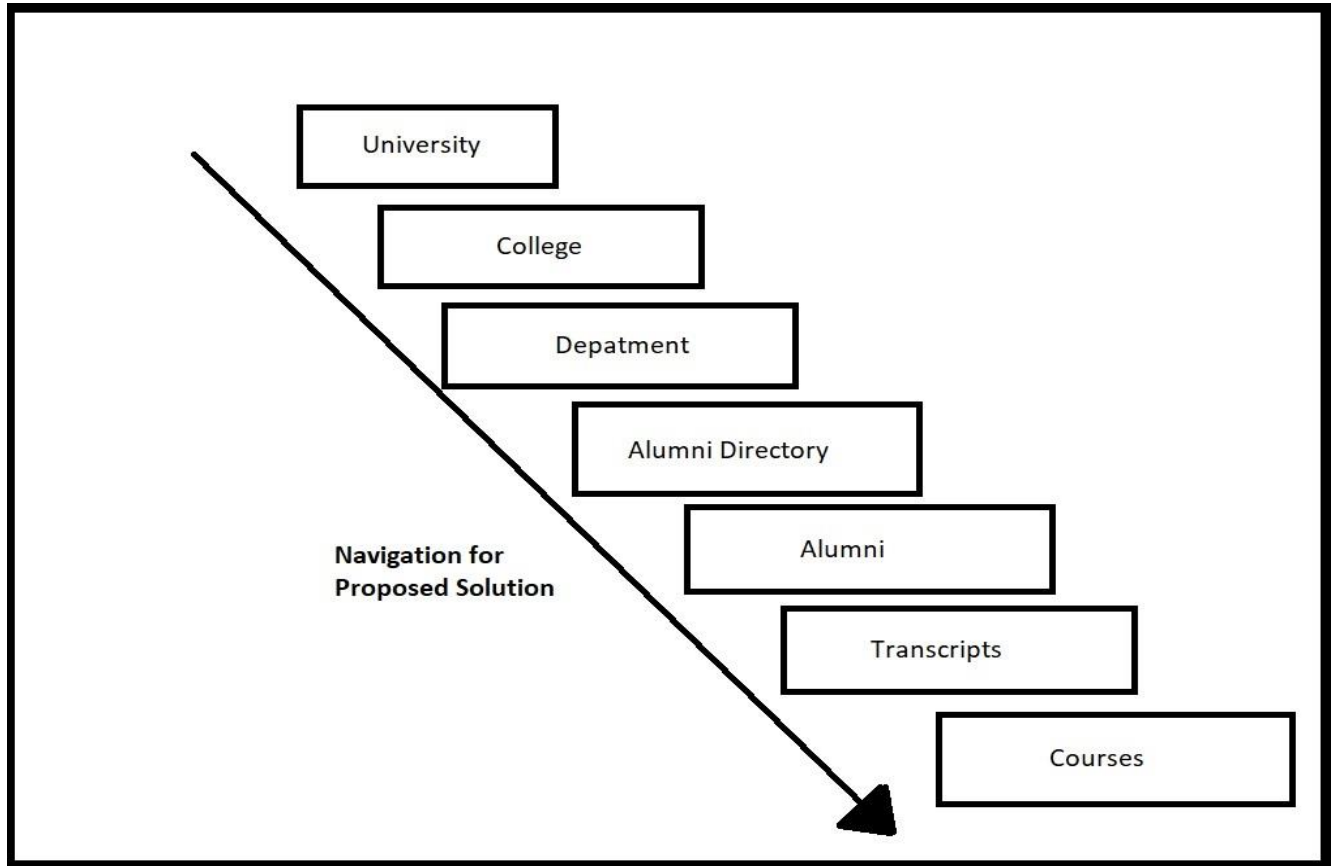 University
College
Depatment
Alumni Directory
Alumni
Navigation for
Proposed Solution
Transcripts
Courses